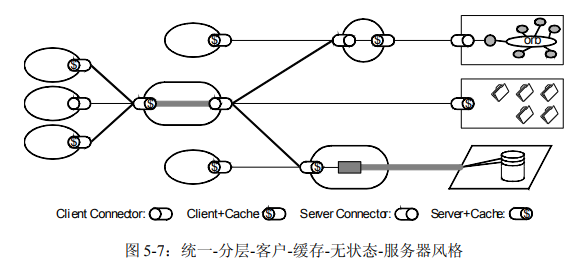 orb
$ $ $ $ $ $ $ $ $
Client Connector: Client+Cache: $ Server Connector: Server+Cache: $
图 5-7：统一-分层-客户-缓存-无状态-服务器风格